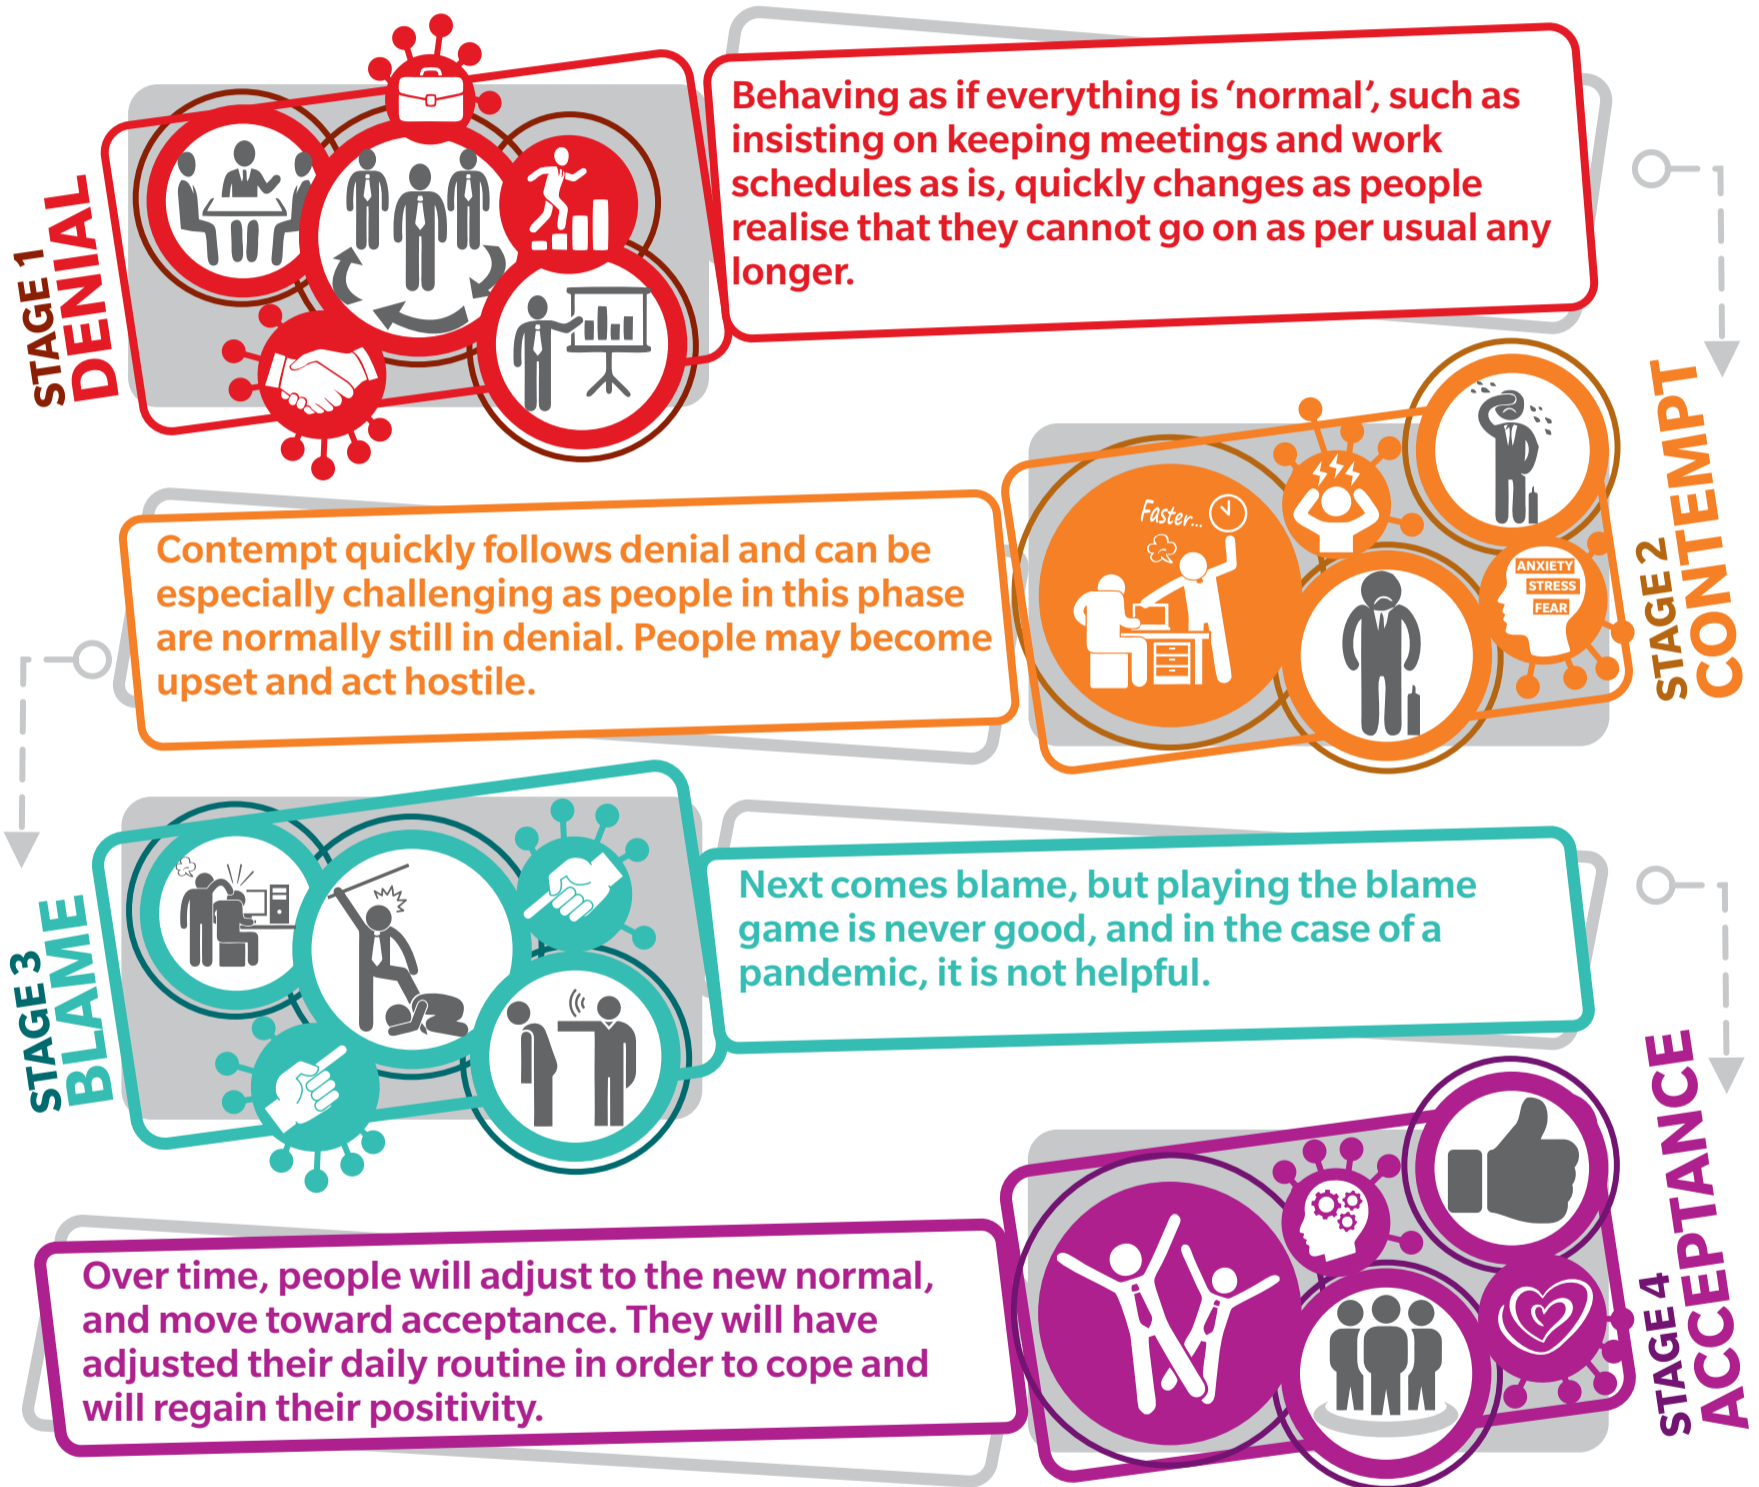 STAGE 1
DENIAL
Behaving as if everything is ‘normal’, such as
insisting on keeping meetings and work
schedules as is, quickly changes as people
realise that they cannot go on as per usual any
longer.
STAGE 2
CONTEMPT
Contempt quickly follows denial and can be
especially challenging as people in this phase
are normally still in denial. People may become
upset and act hostile.
Faster...
ANXIETY
STRESS
FEAR
STAGE 3
BLAME
Next comes blame, but playing the blame
game is never good, and in the case of a
pandemic, it is not helpful.
STAGE 4
ACCEPTANCE
Over time, people will adjust to the new normal,
and move toward acceptance. They will have
adjusted their daily routine in order to cope and
will regain their positivity.